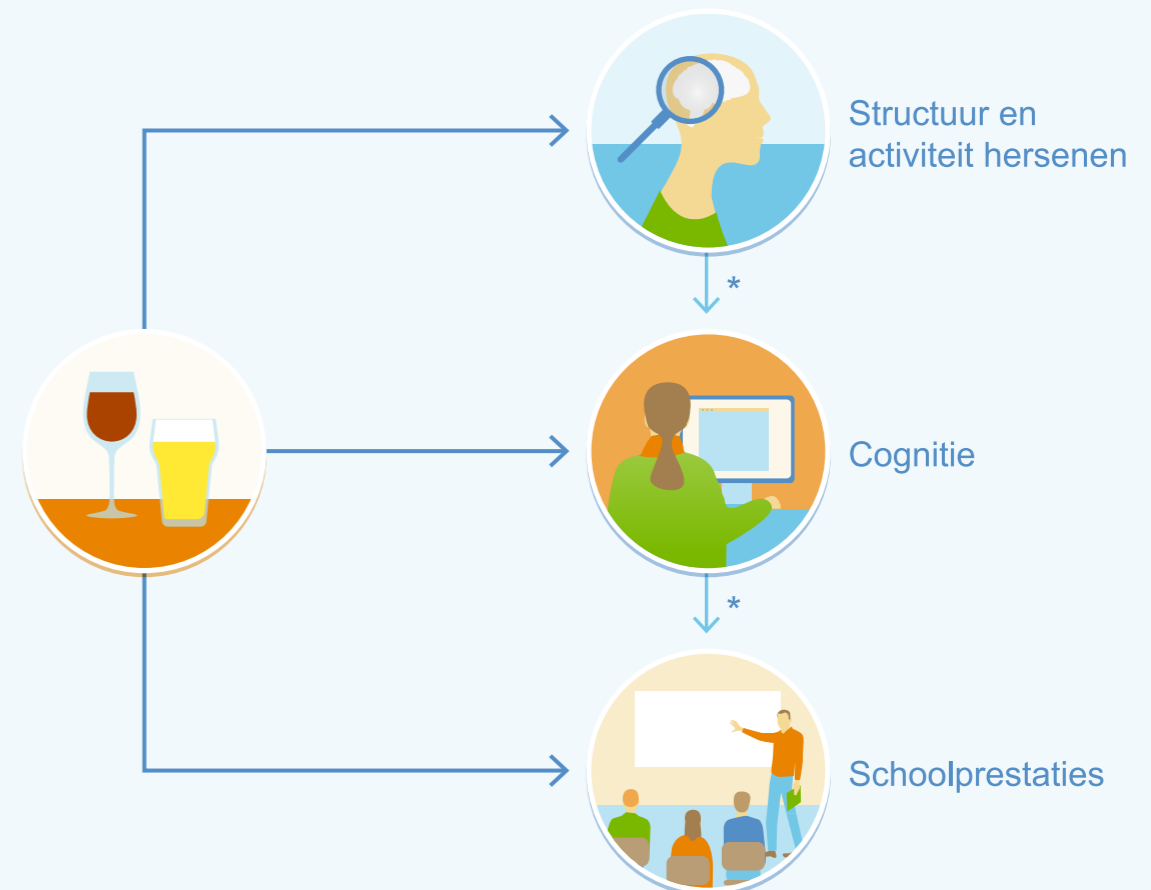 Structuur en
activiteit hersenen
*
Cognitie
*
Schoolprestaties